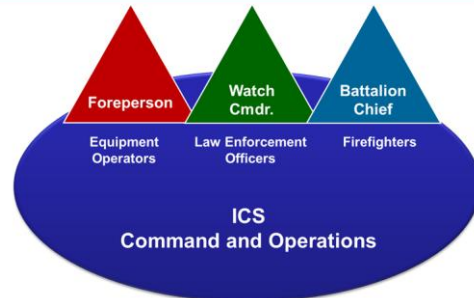 Foreperson
Watch
Cmdr.
Battalion
Chief
Equipment
Operators
Law Enforcement
Officers
Firefighters
ICS
Command and Operations